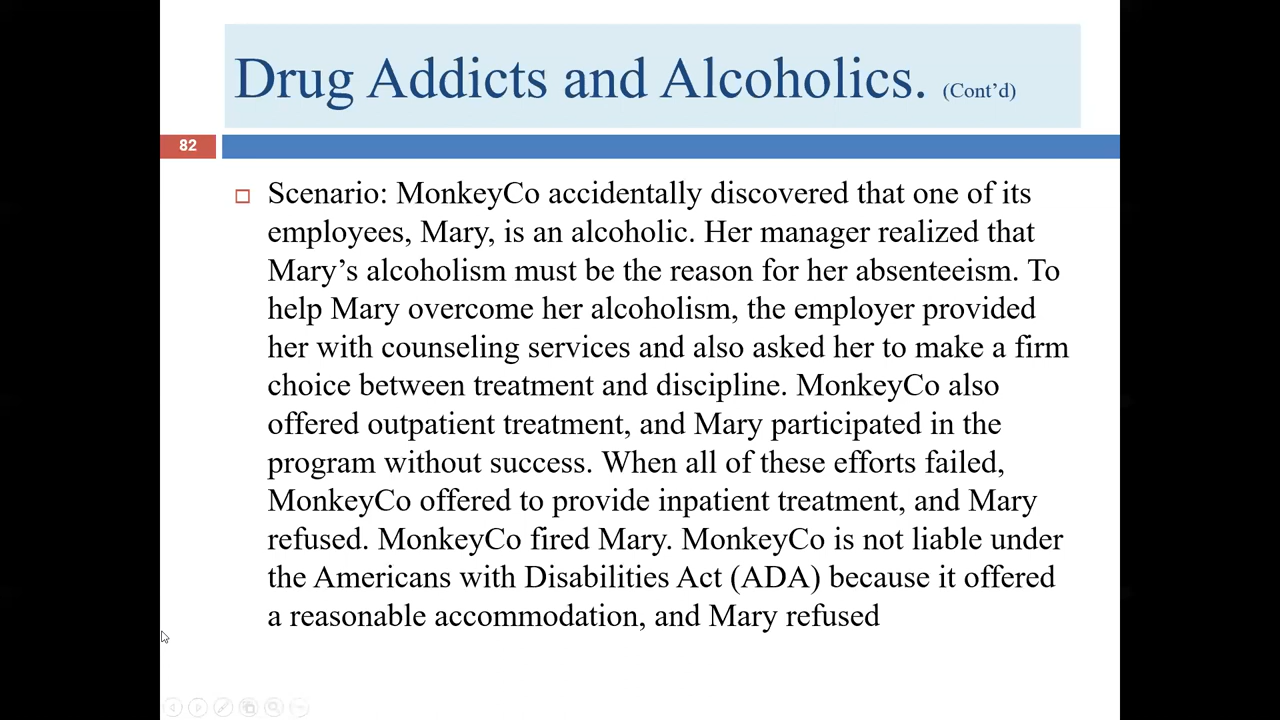 Drug Addicts and Alcoholics. (Cont’d)
82
Scenario: MonkeyCo accidentally discovered that one of its
employees, Mary, is an alcoholic. Her manager realized that
Mary’s alcoholism must be the reason for her absenteeism. To
help Mary overcome her alcoholism, the employer provided
her with counseling services and also asked her to make a firm
choice between treatment and discipline. MonkeyCo also
offered outpatient treatment, and Mary participated in the
program without success. When all of these efforts failed,
MonkeyCo offered to provide inpatient treatment, and Mary
refused. MonkeyCo fired Mary. MonkeyCo is not liable under
the Americans with Disabilities Act (ADA) because it offered
a reasonable accommodation, and Mary refused